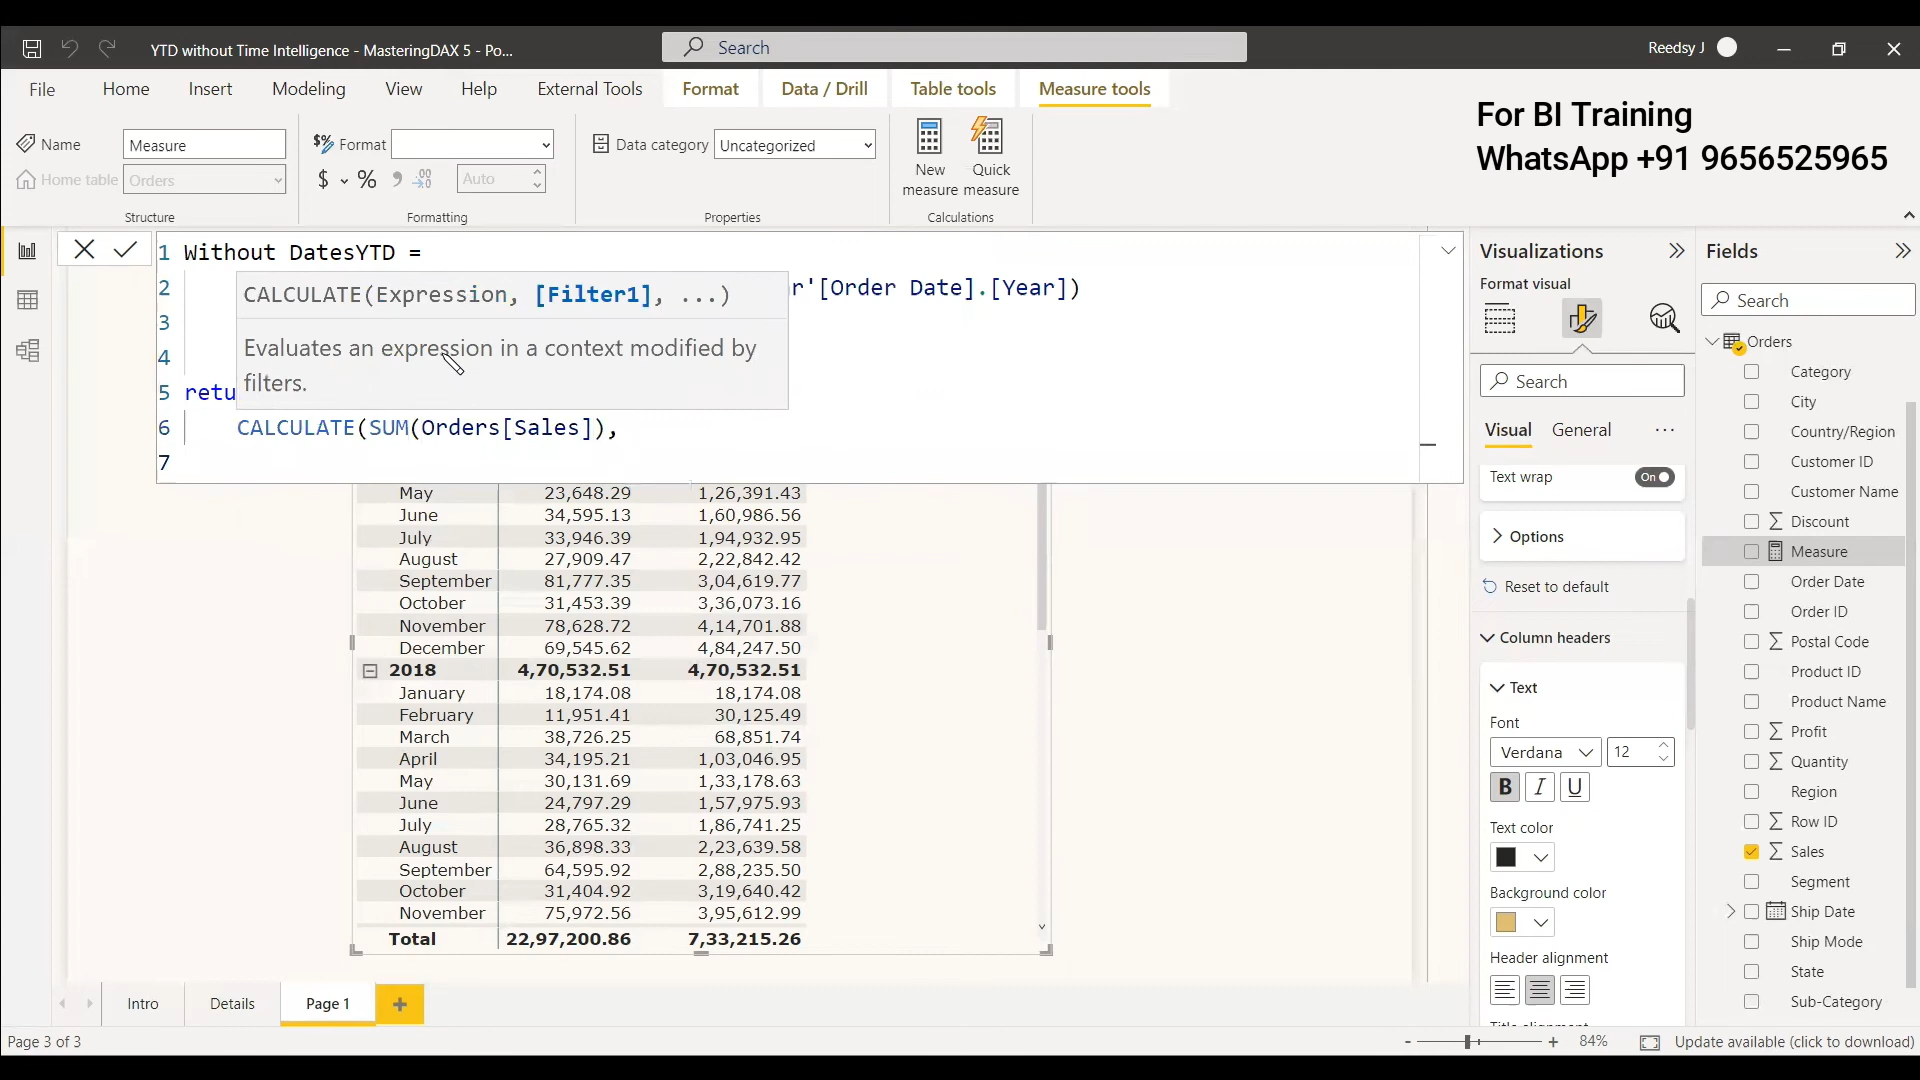 YTD without Time Intelligence - MasteringDAX 5 - Po...
Search
Reedsy J
File
Home
Insert
Modeling
View
Help
External Tools
Format
Data / Drill
Table tools
Measure tools
For BI Training
WhatsApp +91 9656525965
Name
Measure
Home table
Orders
Structure
$% Format
$ % , .00
Auto
Formatting
Data category
Uncategorized
Properties
New measure
Quick measure
Calculations
1 Without DatesYTD =
2 r'[Order Date].[Year])
3
4
5 retu
6 CALCULATE(SUM(Orders[Sales]),
7
CALCULATE(Expression, [Filter1], ...)
Evaluates an expression in a context modified by
filters.
May 23,648.29 1,26,391.43
June 34,595.13 1,60,986.56
July 33,946.39 1,94,932.95
August 27,909.47 2,22,842.42
September 81,777.35 3,04,619.77
October 31,453.39 3,36,073.16
November 78,628.72 4,14,701.88
December 69,545.62 4,84,247.50
2018 4,70,532.51 4,70,532.51
January 18,174.08 18,174.08
February 11,951.41 30,125.49
March 38,726.25 68,851.74
April 34,195.21 1,03,046.95
May 30,131.69 1,33,178.63
June 24,797.29 1,57,975.93
July 28,765.32 1,86,741.25
August 36,898.33 2,23,639.58
September 64,595.92 2,88,235.50
October 31,404.92 3,19,640.42
November 75,972.56 3,95,612.99
Total 22,97,200.86 7,33,215.26
Visualizations
Format visual
Search
Visual
General
...
Text wrap
On
Options
Reset to default
Column headers
Text
Font
Verdana
12
B I U
Text color
Background color
Header alignment
Fields
Search
Orders
Category
City
Country/Region
Customer ID
Customer Name
Discount
Measure
Order Date
Order ID
Postal Code
Product ID
Product Name
Profit
Quantity
Region
Row ID
Sales
Segment
Ship Date
Ship Mode
State
Sub-Category
Intro
Details
Page 1
+
Page 3 of 3
- + 84%
Update available (click to download)